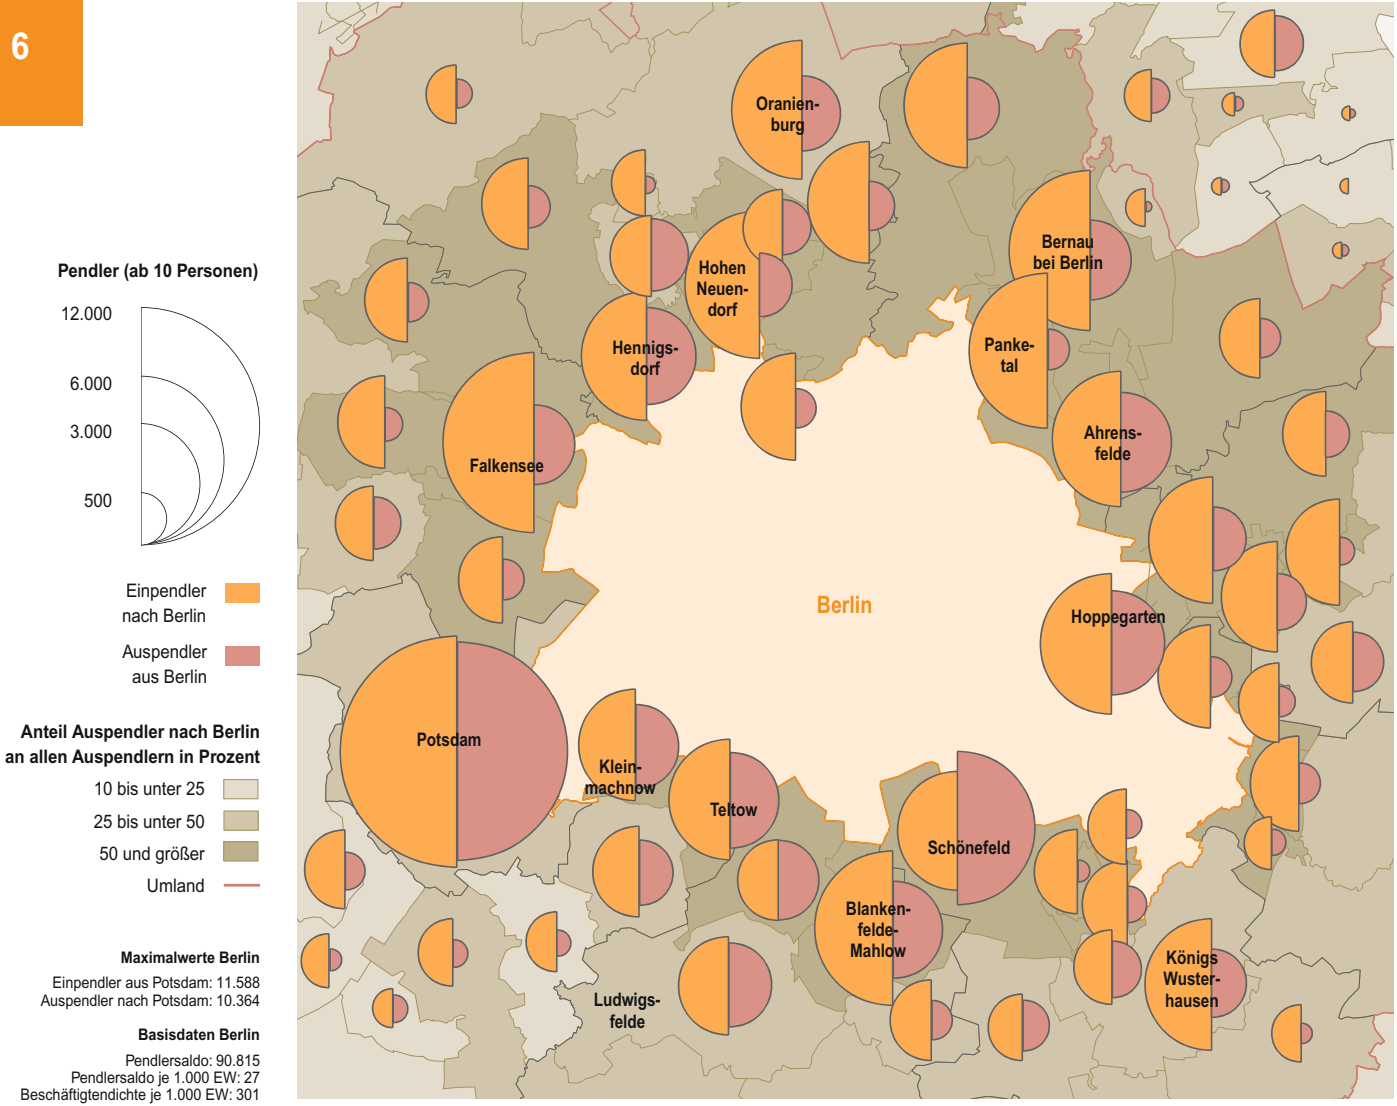 6
Pendler (ab 10 Personen)
12.000
6.000
3.000
500
Einpendler
nach Berlin
Auspendler
aus Berlin
Anteil Auspendler nach Berlin
an allen Auspendlern in Prozent
10 bis unter 25
25 bis unter 50
50 und größer
Umland
Maximalwerte Berlin
Einpendler aus Potsdam: 11.588
Auspendler nach Potsdam: 10.364
Basisdaten Berlin
Pendlersaldo: 90.815
Pendlersaldo je 1.000 EW: 27
Beschäftigtendichte je 1.000 EW: 301
Oranien-
burg
Bernau
bei Berlin
Hohen
Neuen-
dorf
Hennigs-
dorf
Panke-
tal
Ahrens-
felde
Falkensee
Berlin
Hoppegarten
Potsdam
Klein-
machnow
Teltow
Schönefeld
Blanken-
felde-
Mahlow
Königs
Wuster-
hausen
Ludwigs-
felde